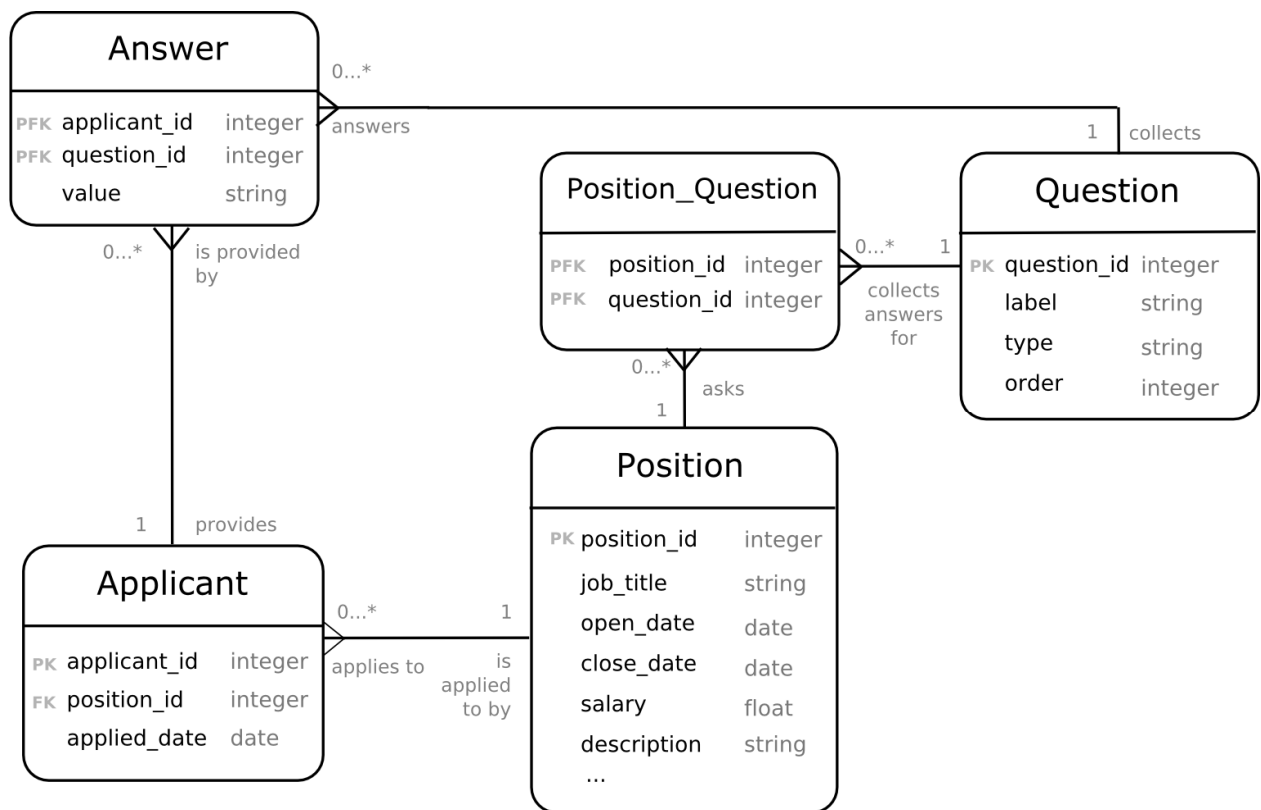 Answer
PFK applicant_id integer
PFK question_id integer
value string
0...*
answers
1 collects
0...* is provided
by
1 provides
Position_Question
PFK position_id integer
PFK question_id integer
0...* 1
collects
answers
for
Question
PK question_id integer
label string
type string
order integer
0...*
asks
1
Position
PK position_id integer
job_title string
open_date date
close_date date
salary float
description string
...
Applicant
PK applicant_id integer
FK position_id integer
applied_date date
0...* 1
applies to
is
applied
to by